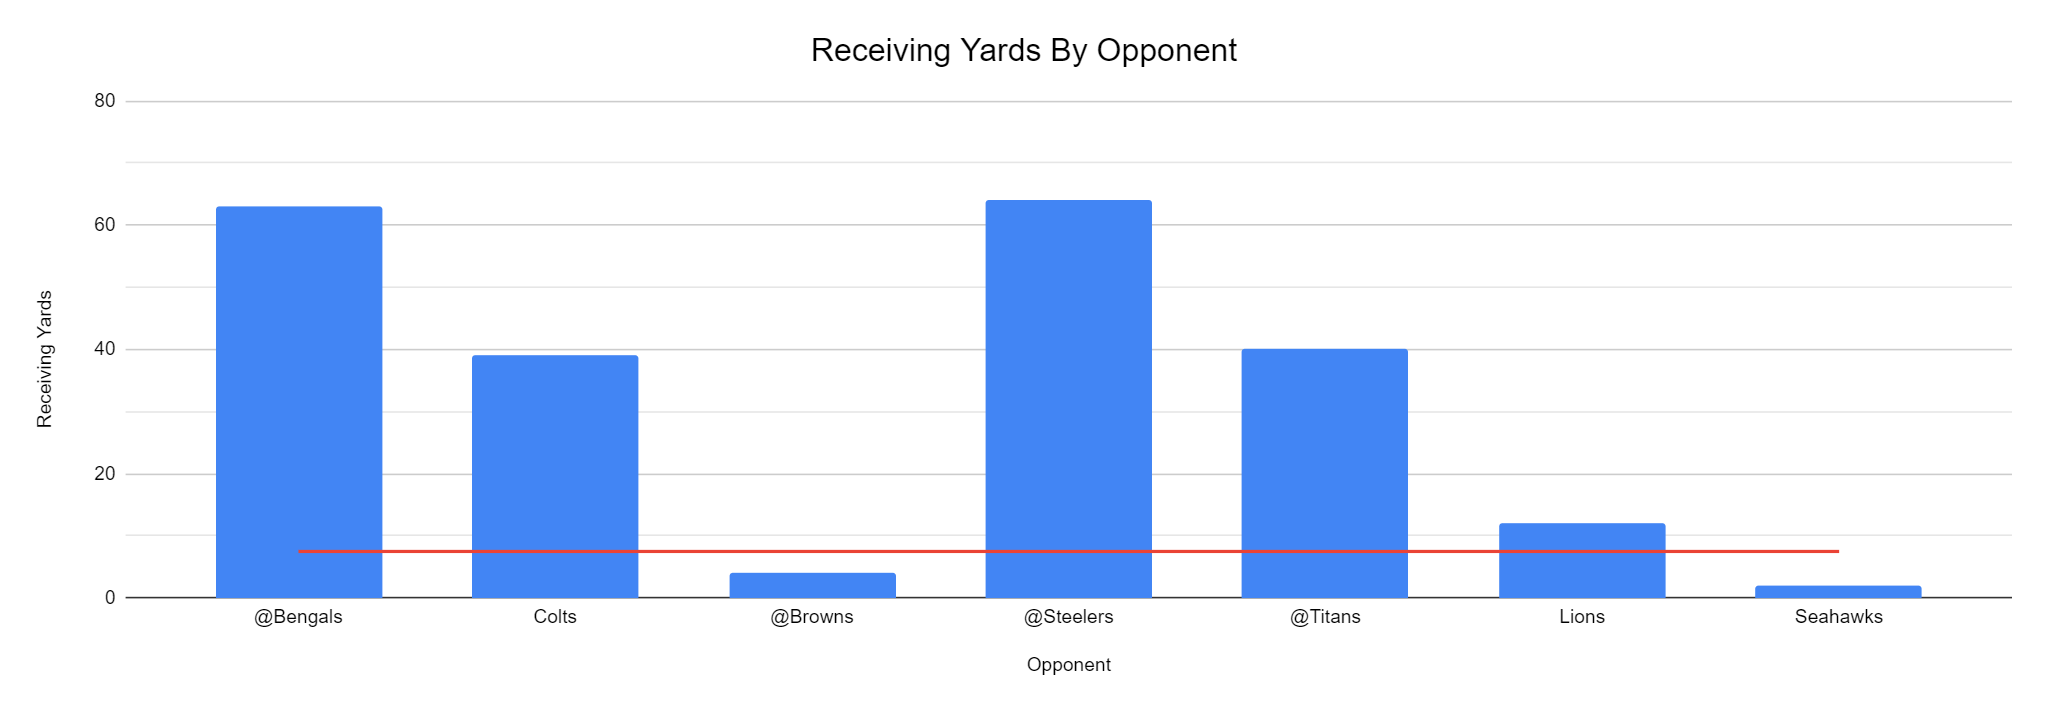 Receiving Yards By Opponent
80
60
40
20
0
Receiving Yards
@Bengals
Colts
@Browns
@Steelers
@Titans
Lions
Seahawks
Opponent